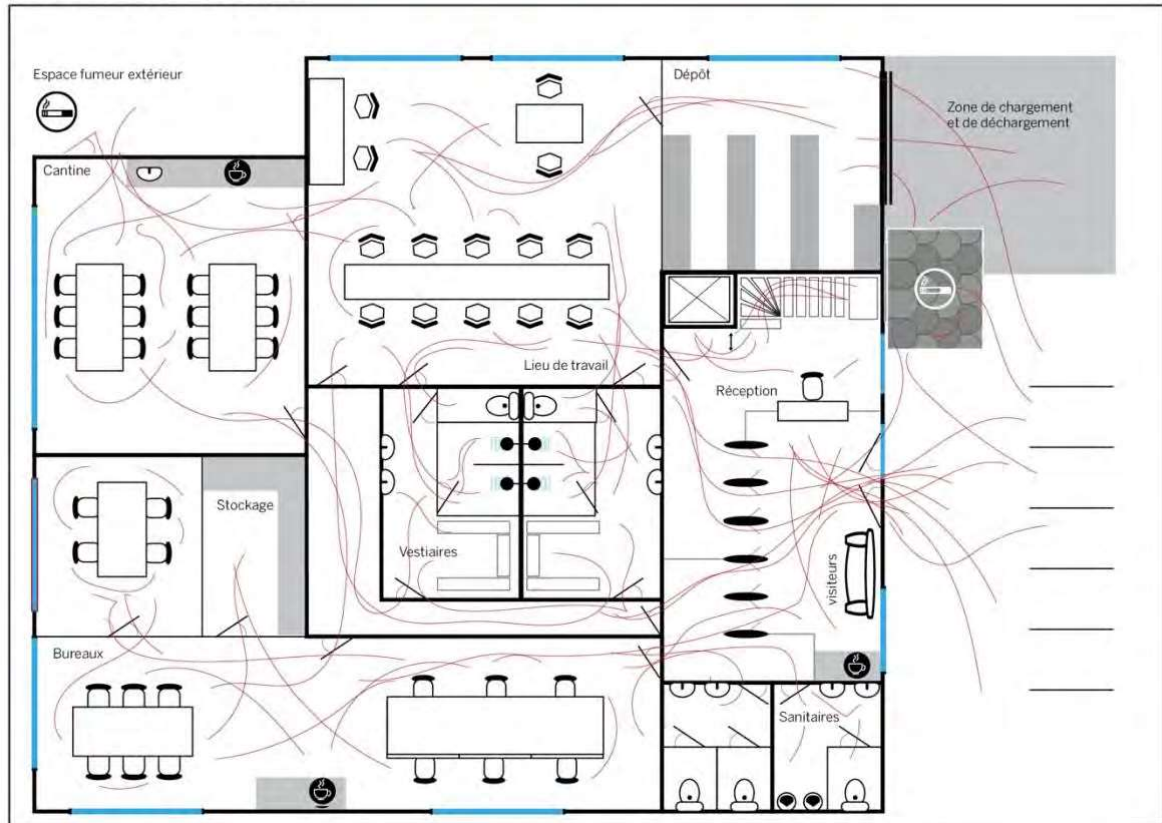 Espace fumeur extérieur
Dépôt
Zone de chargement
et de déchargement
Cantine
Lieu de travail
Réception
Stockage
Vestiaires
visiteurs
Bureaux
Sanitaires